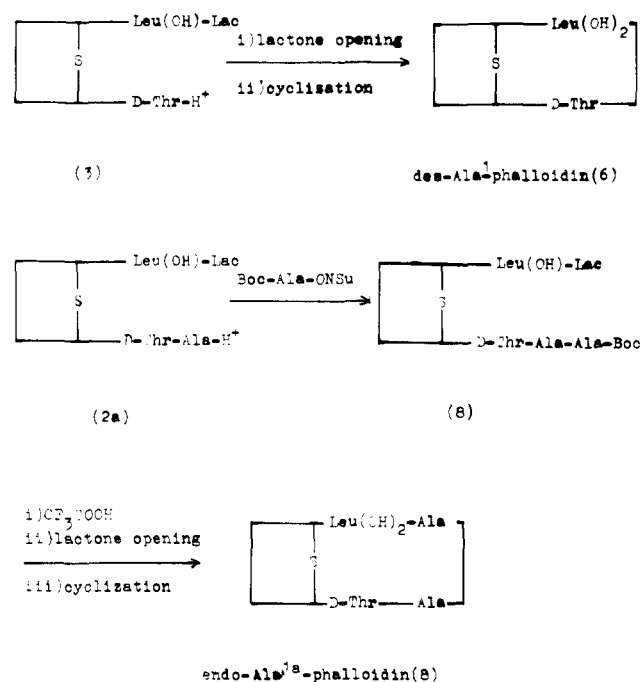 Leu(OH)-Lac
i)lactone opening
Leu(OH)2
S
S
ii)cyclisation
D-Thr-H+
D-Thr
(3)
des-Ala1-phalloidin(6)
Leu(OH)-Lac
Boc-Ala-ONSu
Leu(OH)-Lac
S
S
D-Thr-Ala-H+
D-Thr-Ala-Ala-Boc
(2a)
(8)
i)CF3COOH
ii)lactone opening
Leu(OH)2-Ala
iii)cyclization
S
D-Thr
Ala
endo-Ala1a-phalloidin(8)